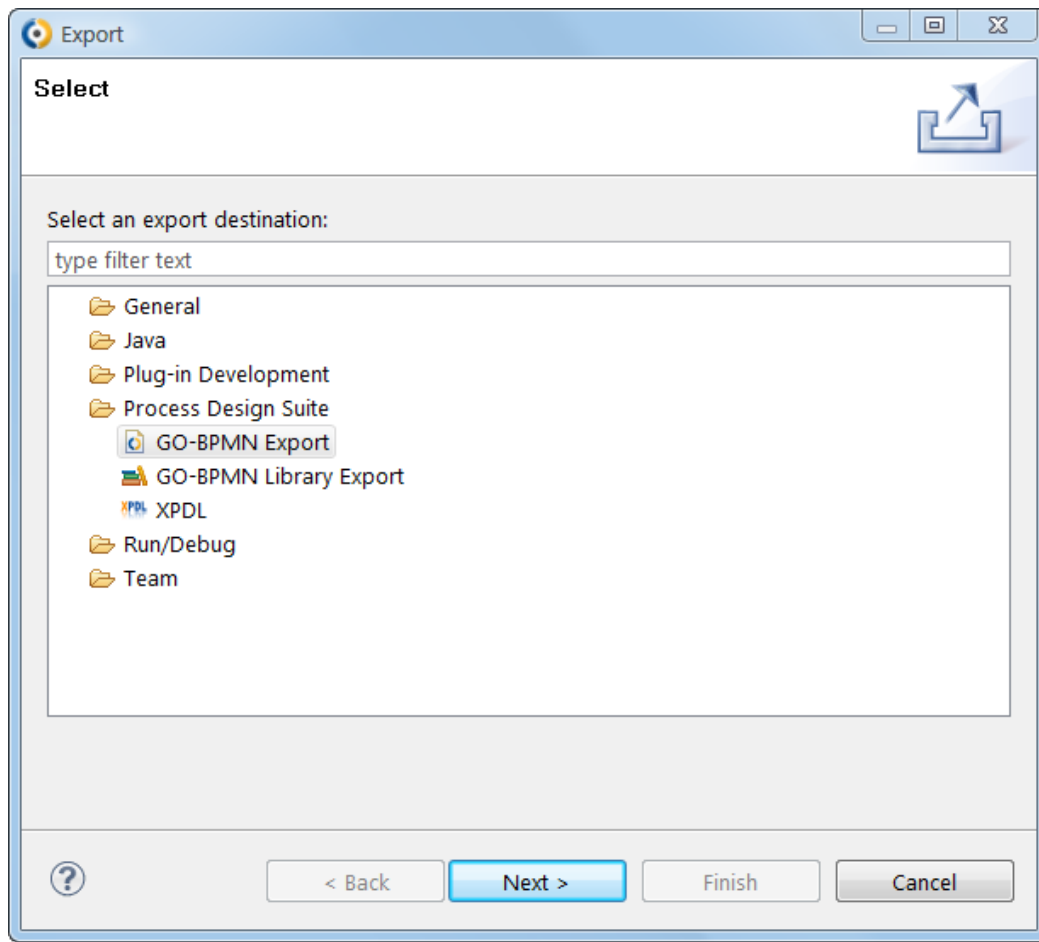 Export
Select
Select an export destination:
type filter text
General
Java
Plug-in Development
Process Design Suite
GO-BPMN Export
GO-BPMN Library Export
XPDL XPDL
Run/Debug
Team
? < Back Next > Finish Cancel